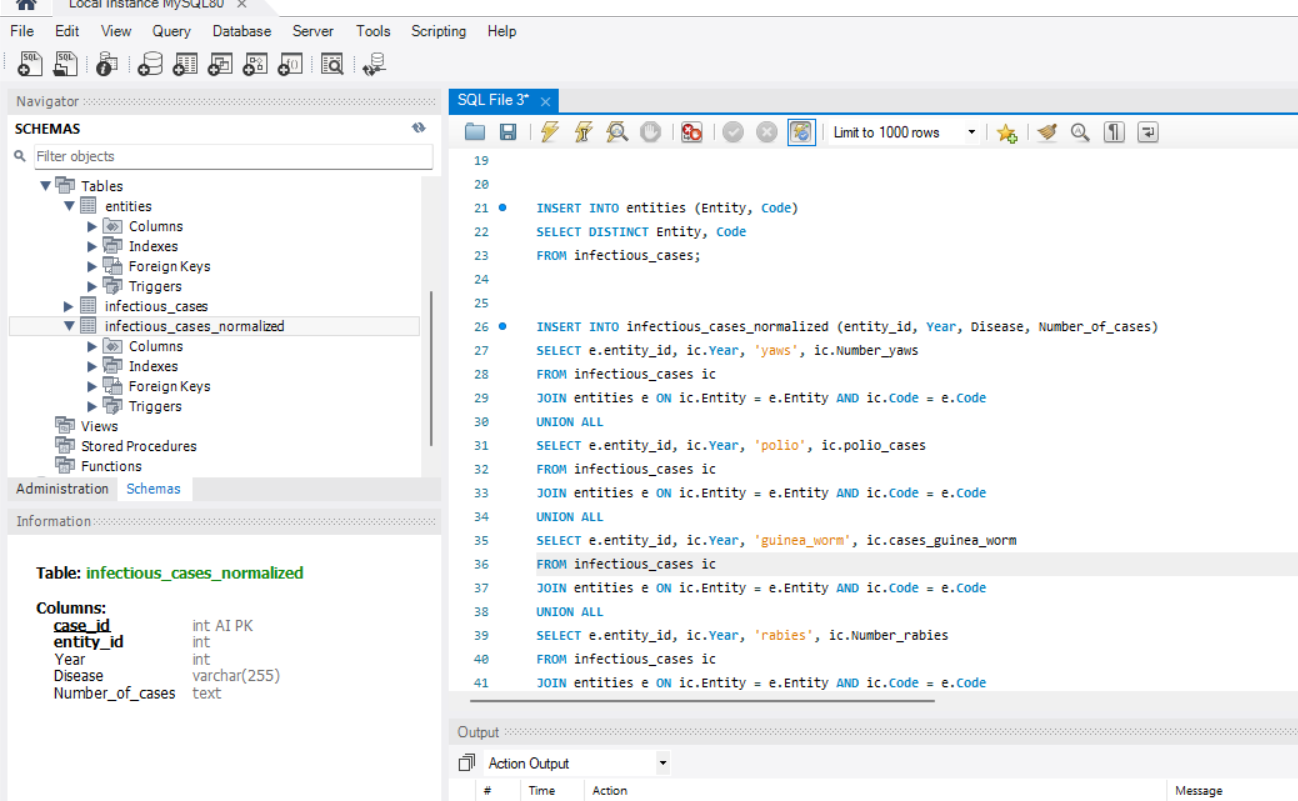 Local instance MySQL80 ×
File Edit View Query Database Server Tools Scripting Help
Navigator
SCHEMAS
Filter objects
Tables
entities
Columns
Indexes
Foreign Keys
Triggers
infectious_cases
infectious_cases_normalized
Columns
Indexes
Foreign Keys
Triggers
Views
Stored Procedures
Functions
Administration Schemas
Information
Table: infectious_cases_normalized
Columns:
case_id int AI PK
entity_id int
Year int
Disease varchar(255)
Number_of_cases text
SQL File 3* ×
Limit to 1000 rows
19
20
21 INSERT INTO entities (Entity, Code)
22 SELECT DISTINCT Entity, Code
23 FROM infectious_cases;
24
25
26 INSERT INTO infectious_cases_normalized (entity_id, Year, Disease, Number_of_cases)
27 SELECT e.entity_id, ic.Year, 'yaws', ic.Number_yaws
28 FROM infectious_cases ic
29 JOIN entities e ON ic.Entity = e.Entity AND ic.Code = e.Code
30 UNION ALL
31 SELECT e.entity_id, ic.Year, 'polio', ic.polio_cases
32 FROM infectious_cases ic
33 JOIN entities e ON ic.Entity = e.Entity AND ic.Code = e.Code
34 UNION ALL
35 SELECT e.entity_id, ic.Year, 'guinea_worm', ic.cases_guinea_worm
36 FROM infectious_cases ic
37 JOIN entities e ON ic.Entity = e.Entity AND ic.Code = e.Code
38 UNION ALL
39 SELECT e.entity_id, ic.Year, 'rabies', ic.Number_rabies
40 FROM infectious_cases ic
41 JOIN entities e ON ic.Entity = e.Entity AND ic.Code = e.Code
Output
Action Output
# Time Action Message